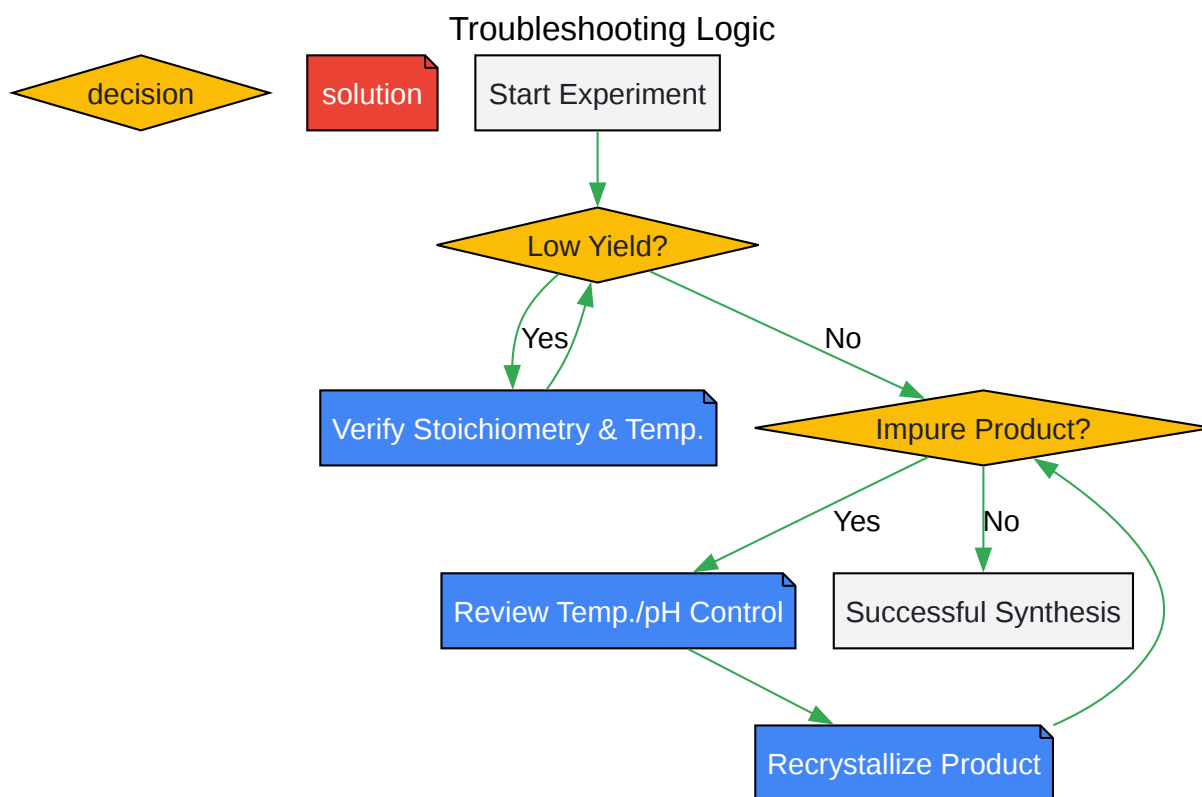 Troubleshooting Logic
decision
solution
Start Experiment
Low Yield?
Yes
No
Verify Stoichiometry & Temp.
Impure Product?
Yes
No
Review Temp./pH Control
Successful Synthesis
Recrystallize Product